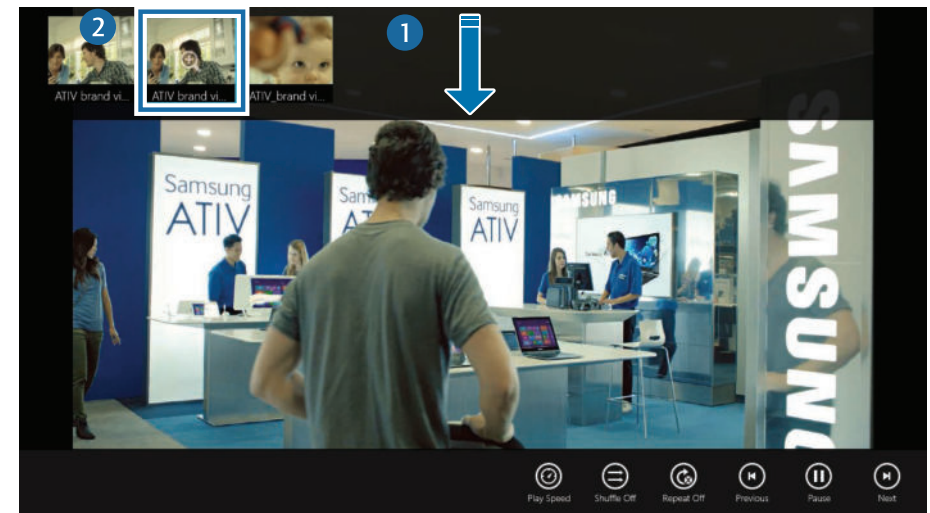 2
1
ATIV brand vi...
ATIV brand vi...
ATIV_brand vi...
Samsung
ATIV
Sam
Samsung
ATIV
SAMSUNG
SAMSUNG
Play Speed
Shuffle Off
Repeat Off
Previous
Pause
Next